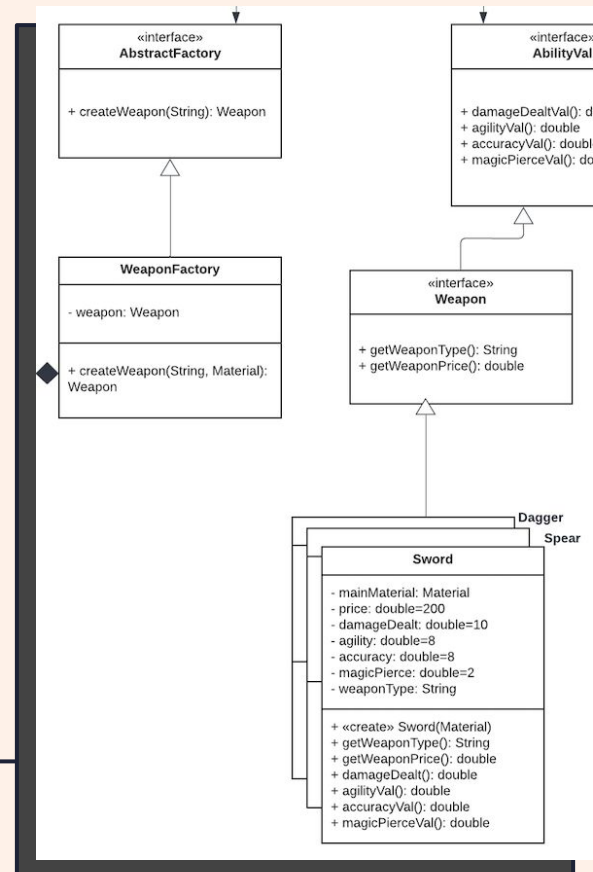 «interface»
AbstractFactory
+ createWeapon(String): Weapon
«interface»
AbilityVal
+ damageDealtVal(): d
+ agilityVal(): double
+ accuracyVal(): doubl
+ magicPierceVal(): do
WeaponFactory
- weapon: Weapon
+ createWeapon(String, Material):
Weapon
«interface»
Weapon
+ getWeaponType(): String
+ getWeaponPrice(): double
Dagger
Spear
Sword
- mainMaterial: Material
- price: double=200
- damageDealt: double=10
- agility: double=8
- accuracy: double=8
- magicPierce: double=2
- weaponType: String
+ «create» Sword(Material)
+ getWeaponType(): String
+ getWeaponPrice(): double
+ damageDealt(): double
+ agilityVal(): double
+ accuracyVal(): double
+ magicPierceVal(): double